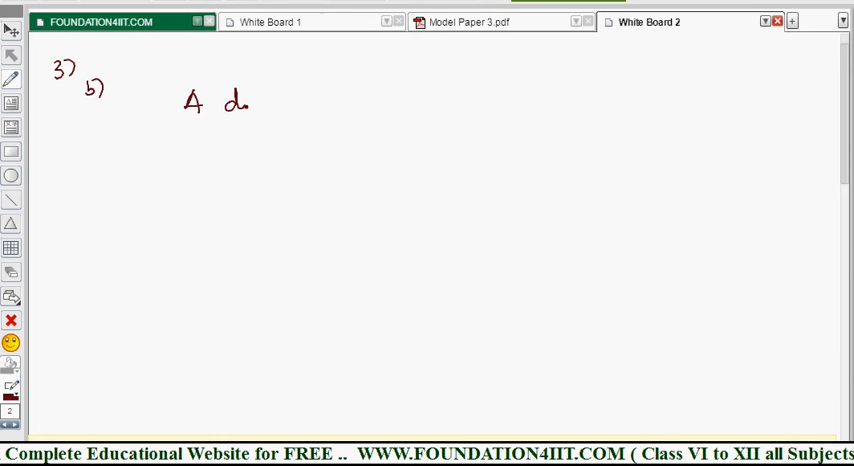 FOUNDATION4IIT.COM White Board 1 Model Paper 3.pdf White Board 2
3)
b)
A d
2
Complete Educational Website for FREE .. WWW.FOUNDATION4IIT.COM ( Class VI to XII all Subjects